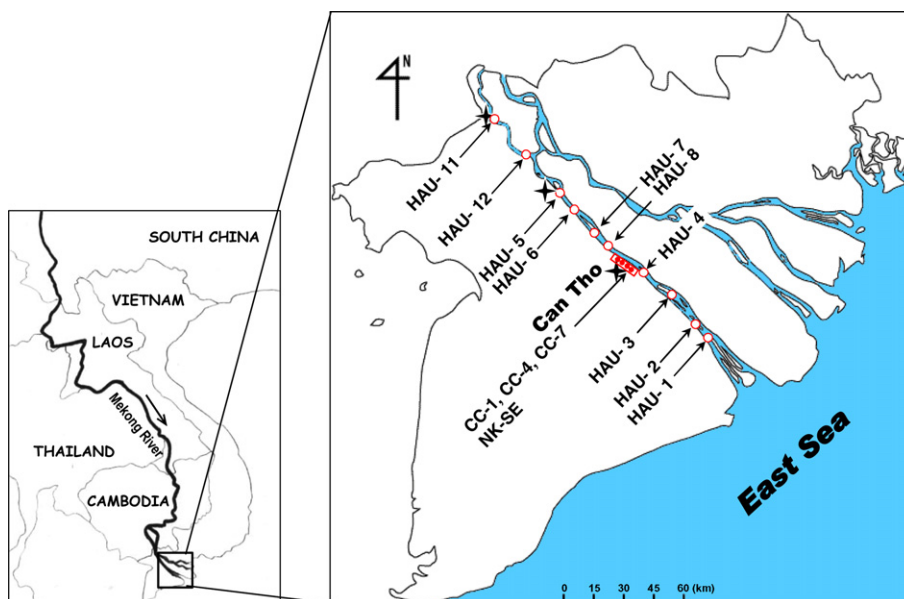 SOUTH CHINA
VIETNAM
LAOS
Mekong River
THAILAND
CAMBODIA
N
HAU- 11
HAU- 12
HAU- 5
HAU- 6
HAU- 7
HAU- 8
HAU- 4
Can Tho
CC-1, CC-4, CC-7
NK-SE
HAU- 3
HAU- 2
HAU- 1
East Sea
0 15 30 45 60 (km)